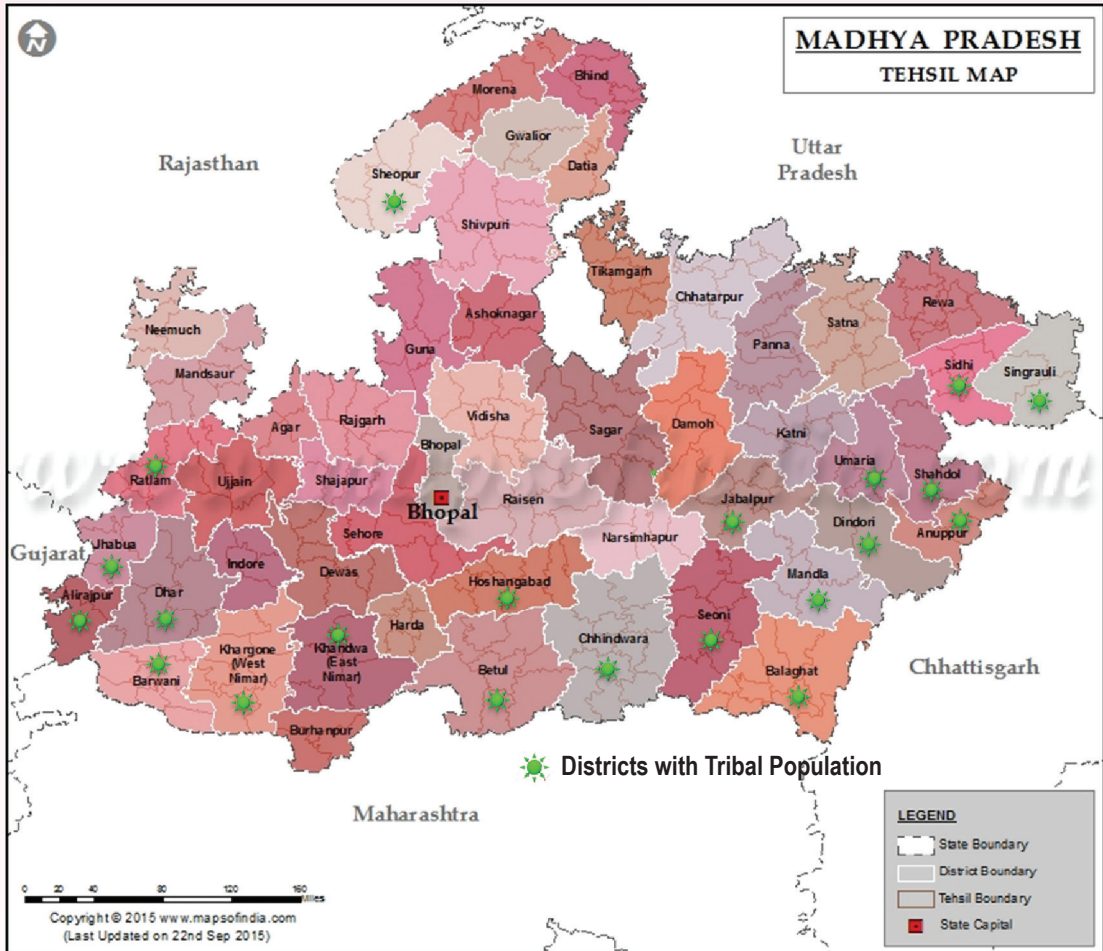 N
MADHYA PRADESH
TEHSIL MAP
Bhind
Morena
Gwalior
Uttar
Pradesh
Rajasthan
Datia
Sheopur
Shivpuri
Tikamgarh
Chhatarpur
Rewa
Ashoknagar
Satna
Neemuch
Panna
Guna
Sidhi
Singrauli
Mandsaur
Vidisha
Rajgarh
Sagar
Damoh
Agar
Katni
Bhopal
Umaria
Shahdol
Ratlam
Ujjain
Shajapur
Jabalpur
Raisen
Bhopal
Dindori
Anuppur
Sehore
Narsimhapur
Gujarat
Jhabua
Indore
Dewas
Mandla
Hoshangabad
Alirajpur
Dhar
Seoni
Harda
Chhindwara
Khargone
(West
Nimar)
Khandwa
(East
Nimar)
Betul
Balaghat
Chhattisgarh
Barwani
Burhanpur
Districts with Tribal Population
Maharashtra
LEGEND
State Boundary
District Boundary
Tehsil Boundary
State Capital
0 20 40 80 120 160
Miles
Copyright © 2015 www.mapsofindia.com
(Last Updated on 22nd Sep 2015)